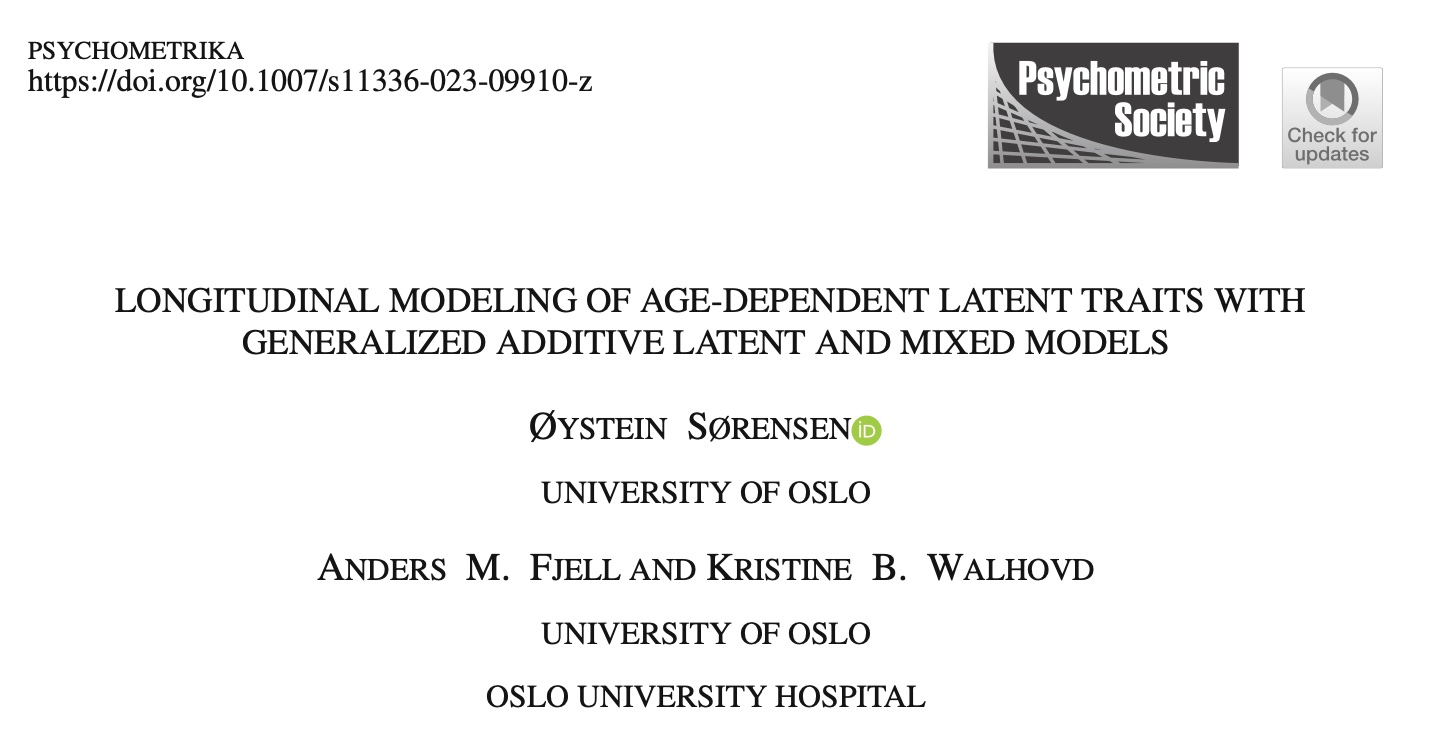 PSYCHOMETRIKA
https://doi.org/10.1007/s11336-023-09910-z
Psychometric
Society
Check for
updates
LONGITUDINAL MODELING OF AGE-DEPENDENT LATENT TRAITS WITH
GENERALIZED ADDITIVE LATENT AND MIXED MODELS
Øystein Sørensen iD
UNIVERSITY OF OSLO
Anders M. Fjell and Kristine B. Walhovd
UNIVERSITY OF OSLO
OSLO UNIVERSITY HOSPITAL